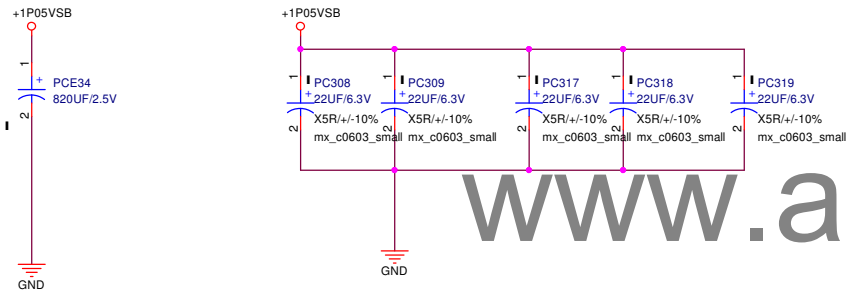 +1P05VSB
1
+
PCE34
820UF/2.5V
2
GND
+1P05VSB
1
+
PC308
22UF/6.3V
2
X5R/+/-10%
mx_c0603_small
1
+
PC309
22UF/6.3V
2
X5R/+/-10%
mx_c0603_small
1
+
PC317
22UF/6.3V
2
X5R/+/-10%
mx_c0603_small
1
+
PC318
22UF/6.3V
2
X5R/+/-10%
mx_c0603_small
1
+
PC319
22UF/6.3V
2
X5R/+/-10%
mx_c0603_small
GND
www.a